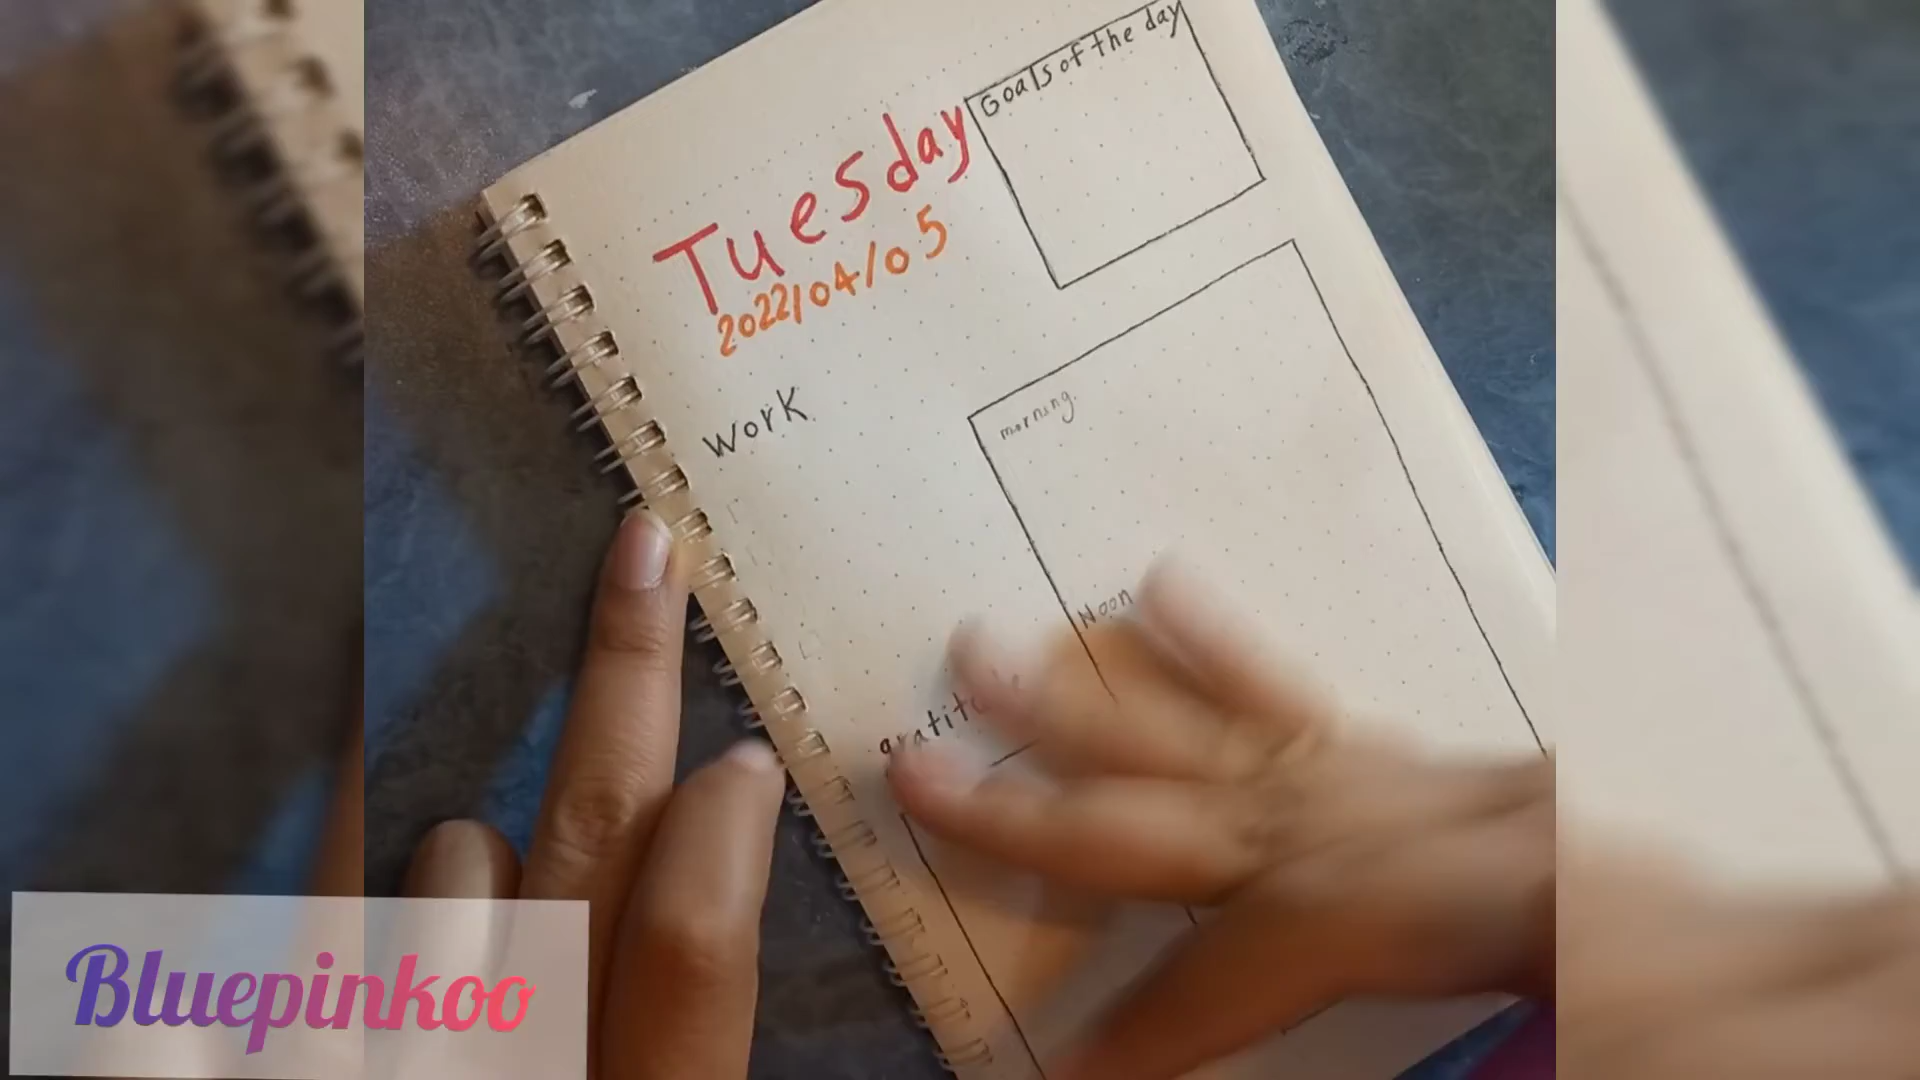 Goals of the day
Tuesday
2022/04/05
work
morning
Noon
Bluepinkoo